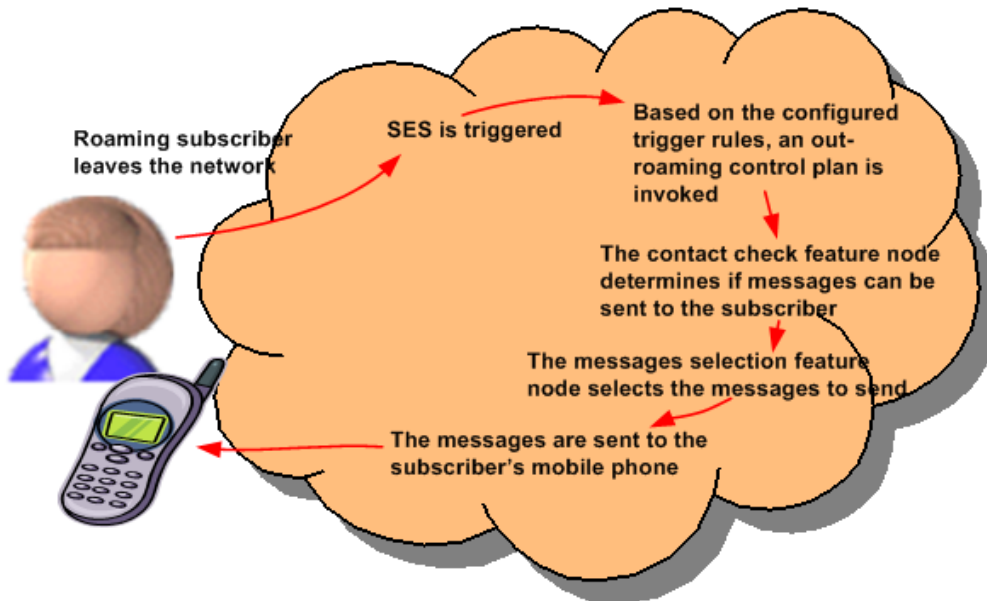 Roaming subscriber
leaves the network
SES is triggered
Based on the configured
trigger rules, an out-
roaming control plan is
invoked
The contact check feature node
determines if messages can be
sent to the subscriber
The messages selection feature
node selects the messages to send
The messages are sent to the
subscriber's mobile phone